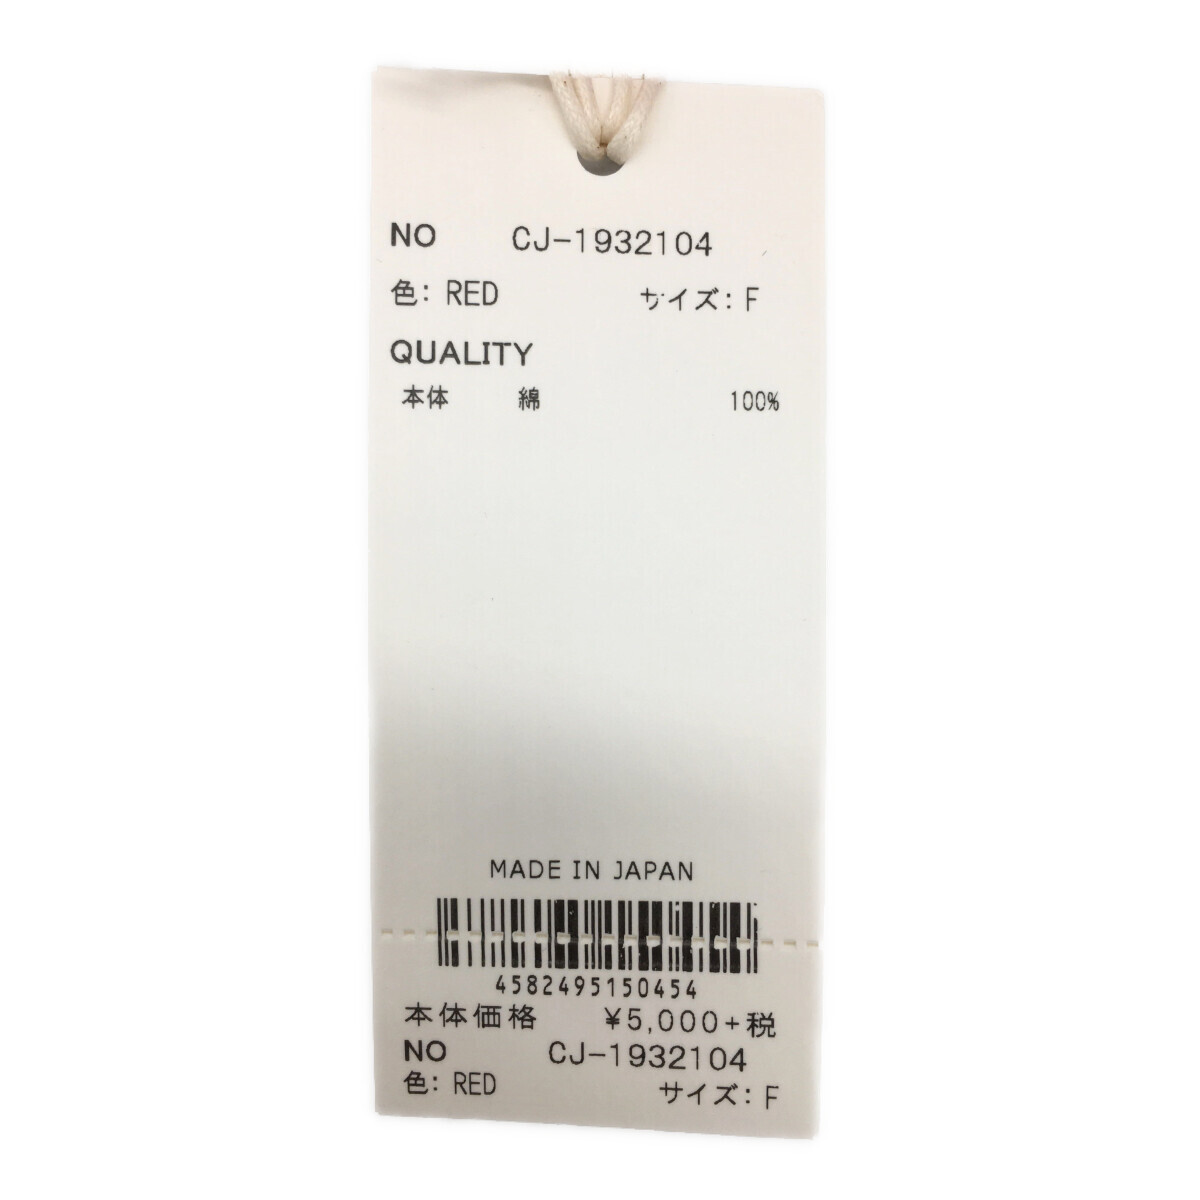 NO CJ-1932104
色: RED サイズ: F
QUALITY
本体 綿 100%
MADE IN JAPAN
4582495150454
本体価格 ¥5,000+税
NO CJ-1932104
色: RED サイズ: F